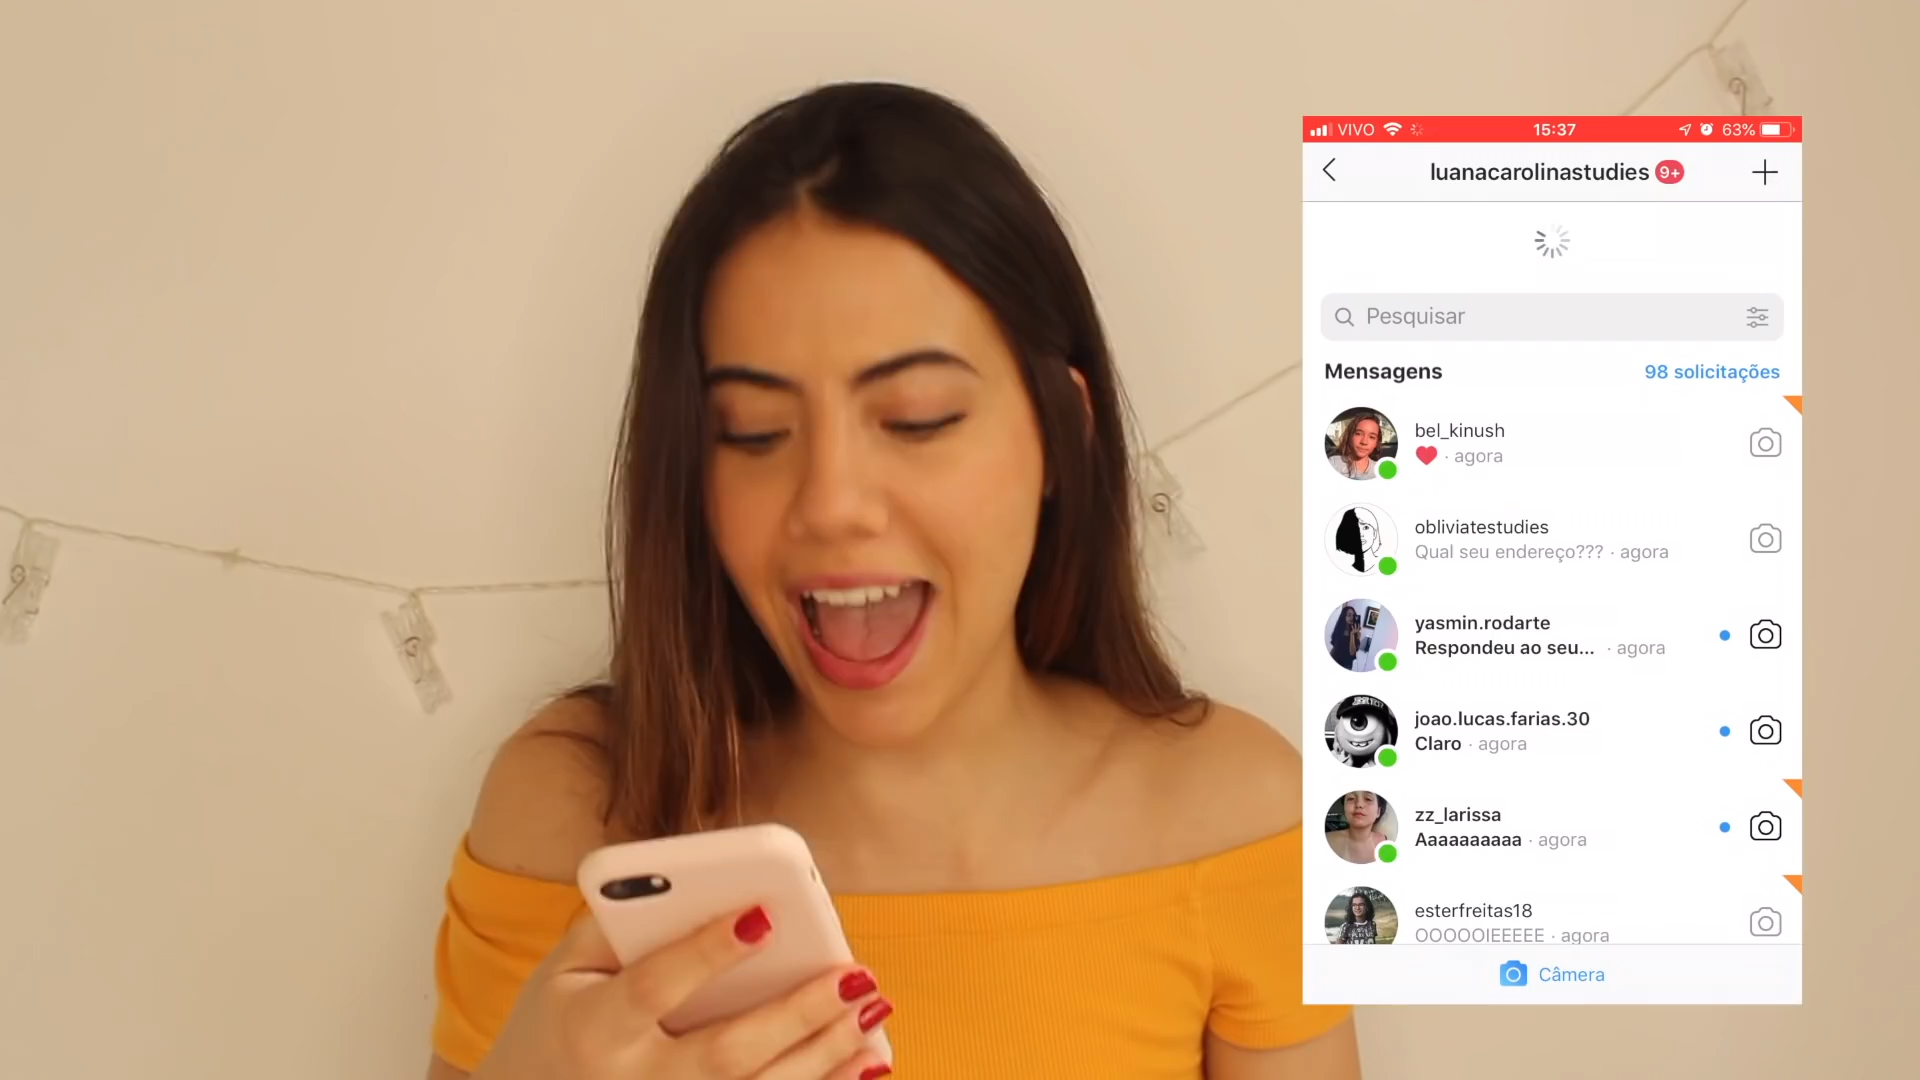 VIVO 15:37 63%
luanacarolinastudies 9+
Pesquisar
Mensagens 98 solicitações
bel_kinush
· agora
obliviatestudies
Qual seu endereço??? · agora
yasmin.rodarte
Respondeu ao seu... · agora
joao.lucas.farias.30
Claro · agora
zz_larissa
Aaaaaaaaaa · agora
esterfreitas18
OOOOOIEEEEE · agora
Câmera